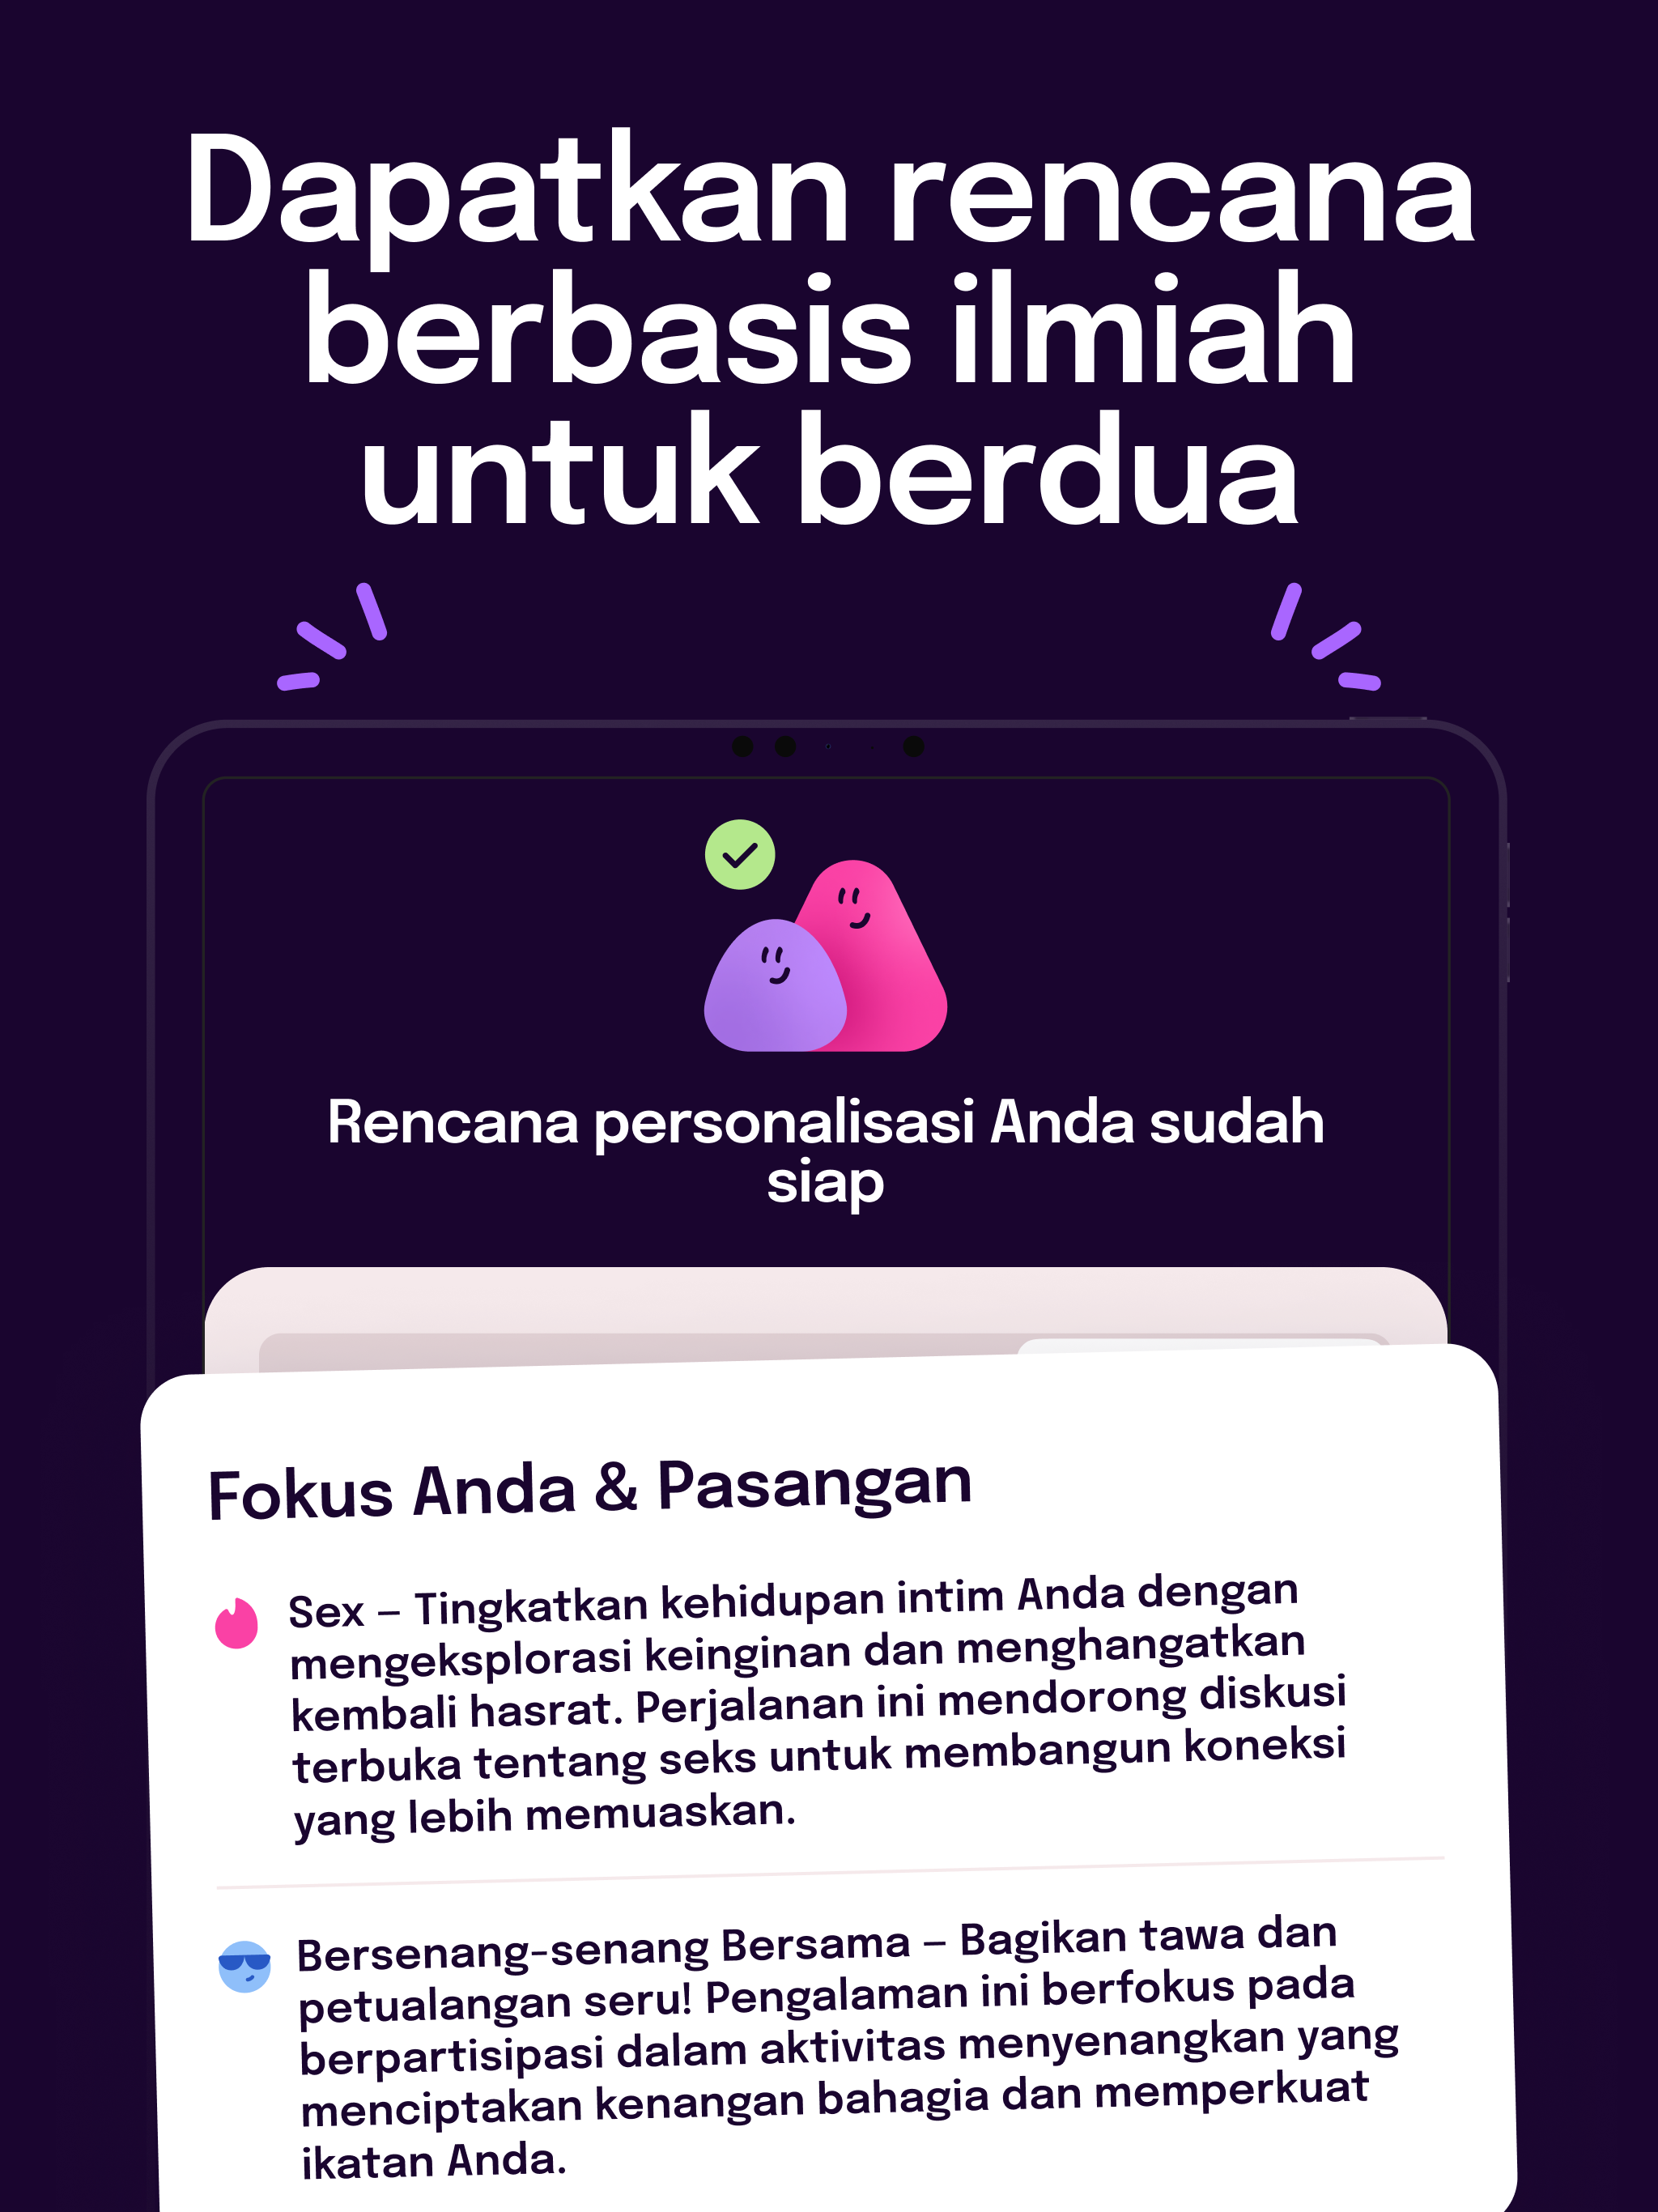 Dapatkan rencana
berbasis ilmiah
untuk berdua
Rencana personalisasi Anda sudah
siap
Fokus Anda & Pasangan
Sex – Tingkatkan kehidupan intim Anda dengan
mengeksplorasi keinginan dan menghangatkan
kembali hasrat. Perjalanan ini mendorong diskusi
terbuka tentang seks untuk membangun koneksi
yang lebih memuaskan.
Bersenang-senang Bersama – Bagikan tawa dan
petualangan seru! Pengalaman ini berfokus pada
berpartisipasi dalam aktivitas menyenangkan yang
menciptakan kenangan bahagia dan memperkuat
ikatan Anda.